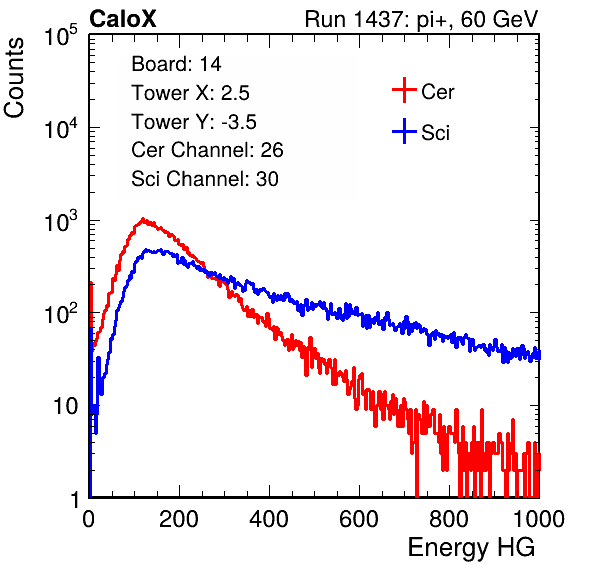 CaloX Run 1437: pi+, 60 GeV
Counts
Board: 14
Tower X: 2.5
Tower Y: -3.5
Cer Channel: 26
Sci Channel: 30
Cer
Sci
10^5
10^4
10^3
10^2
10
1
0 200 400 600 800 1000
Energy HG